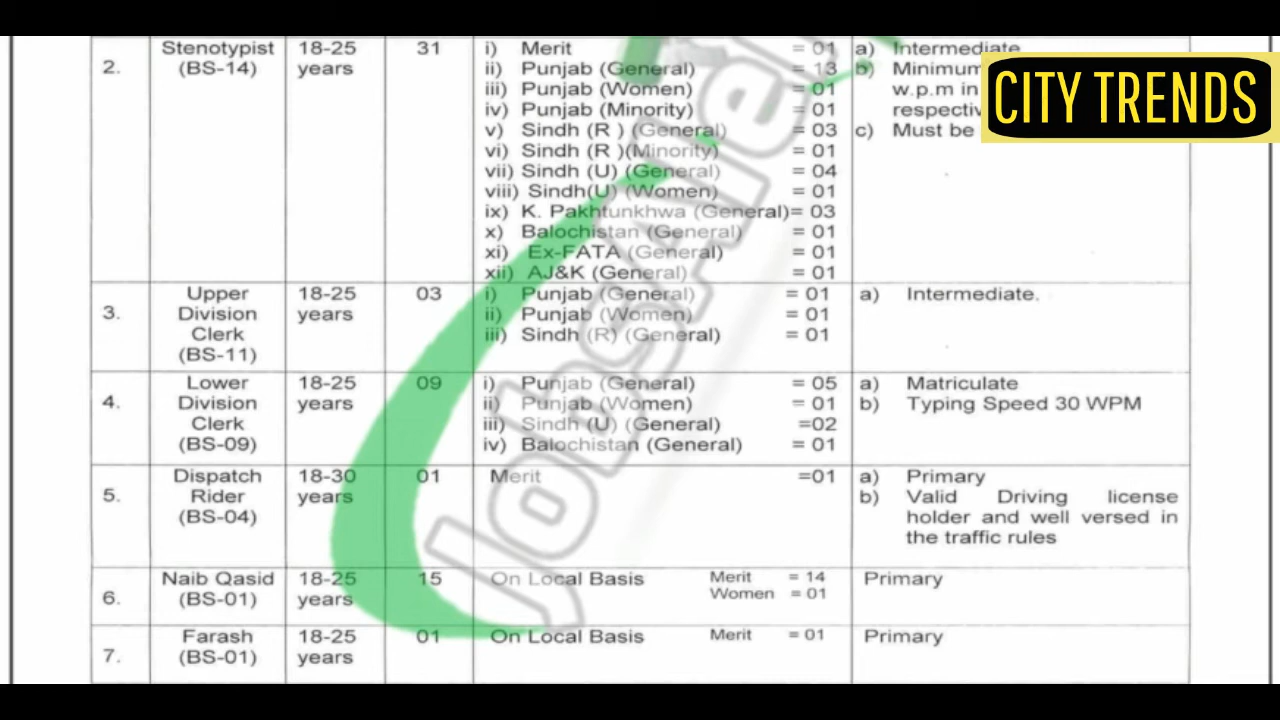 2. Stenotypist (BS-14) 18-25 years 31
i) Merit = 01
ii) Punjab (General) = 13
iii) Punjab (Women) = 01
iv) Punjab (Minority) = 01
v) Sindh (R ) (General) = 03
vi) Sindh (R )(Minority) = 01
vii) Sindh (U) (General) = 04
viii) Sindh(U) (Women) = 01
ix) K. Pakhtunkhwa (General)= 03
x) Balochistan (General) = 01
xi) Ex-FATA (General) = 01
xii) AJ&K (General) = 01
a) Intermediate
b) Minimum
w.p.m in
c) Must be
CITY TRENDS
3. Upper Division Clerk (BS-11) 18-25 years 03
i) Punjab (General) = 01
ii) Punjab (Women) = 01
iii) Sindh (R) (General) = 01
a) Intermediate.
4. Lower Division Clerk (BS-09) 18-25 years 09
i) Punjab (General) = 05
ii) Punjab (Women) = 01
iii) Sindh (U) (General) =02
iv) Balochistan (General) = 01
a) Matriculate
b) Typing Speed 30 WPM
5. Dispatch Rider (BS-04) 18-30 years 01
Merit =01
a) Primary
b) Valid Driving license
holder and well versed in
the traffic rules
6. Naib Qasid (BS-01) 18-25 years 15
On Local Basis Merit = 14
Women = 01
Primary
7. Farash (BS-01) 18-25 years 01
On Local Basis Merit = 01
Primary